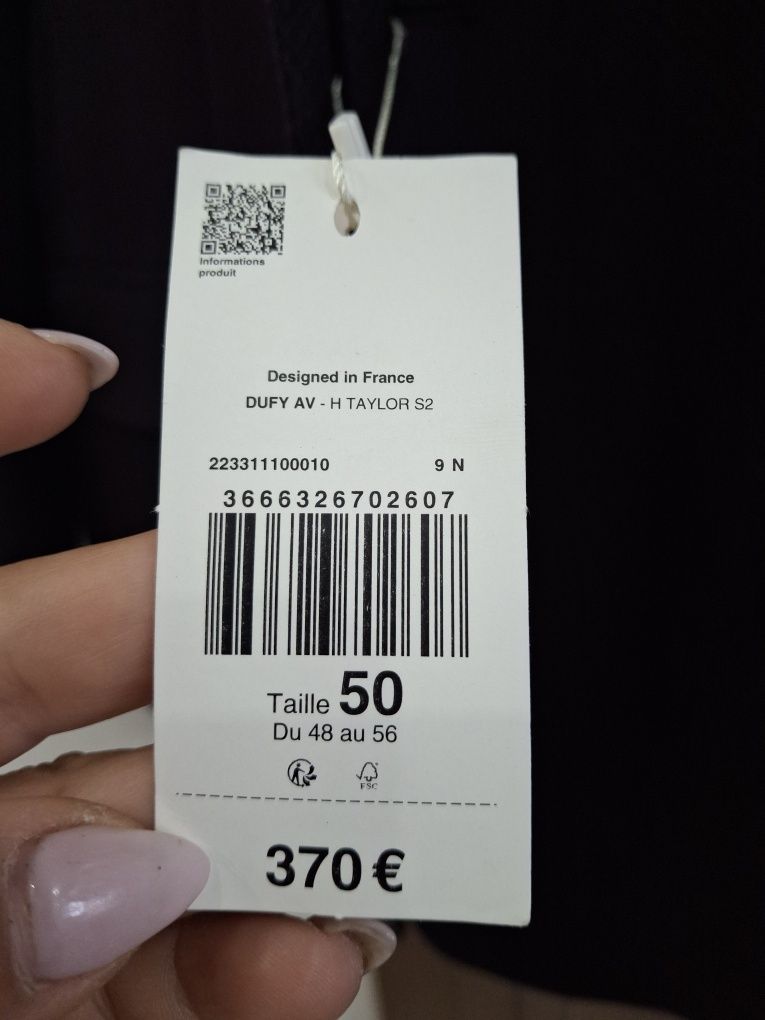 Informations
produit
Designed in France
DUFY AV - H TAYLOR S2
223311100010 9 N
3666326702607
Taille 50
Du 48 au 56
FSC
370 €